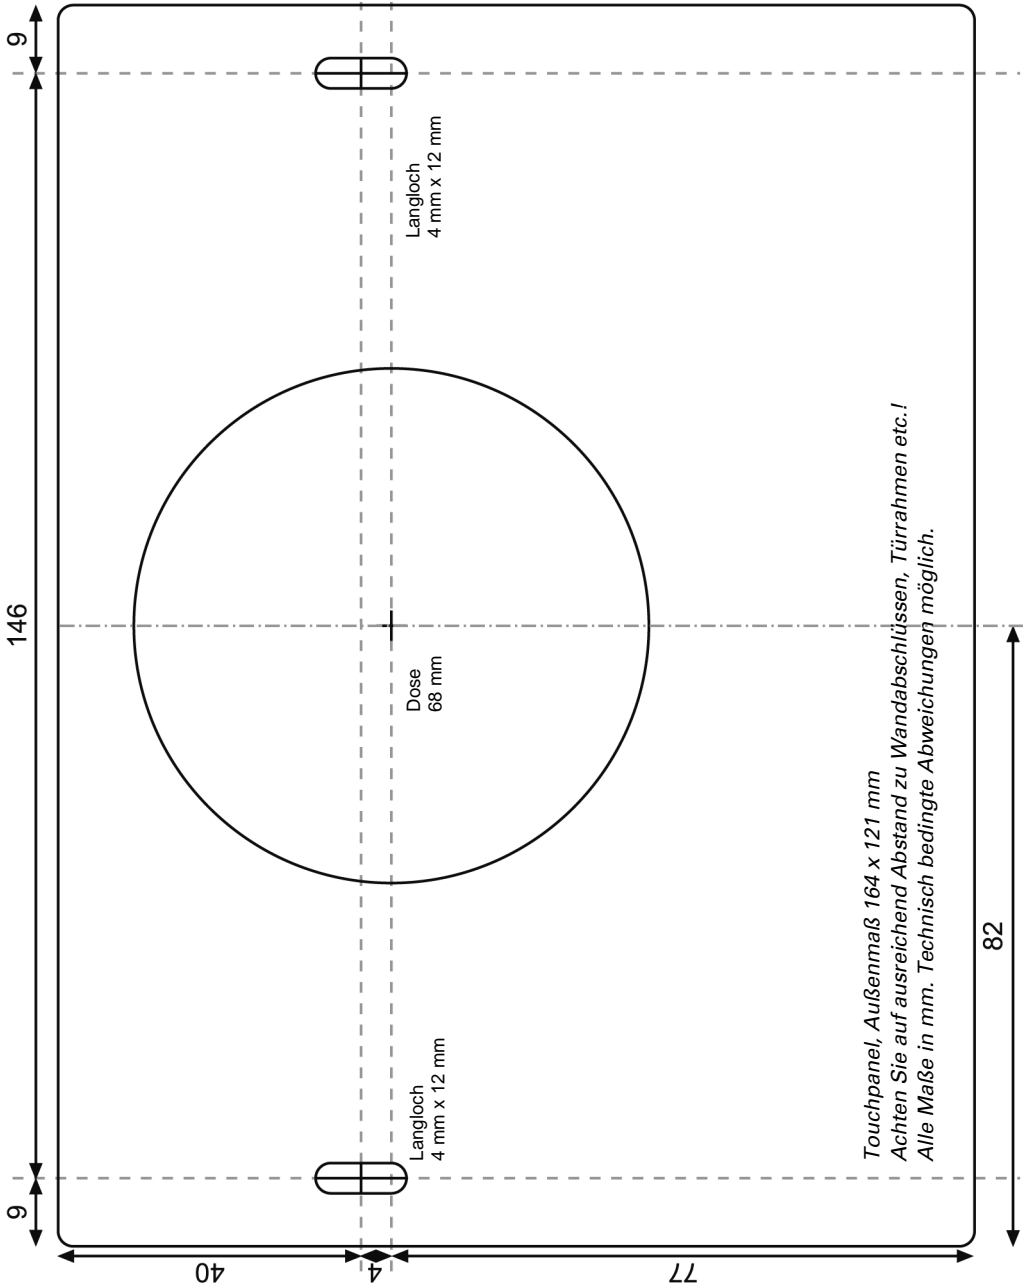 9
146
9
Langloch
4 mm x 12 mm
Dose
68 mm
Langloch
4 mm x 12 mm
Touchpanel, Außenmaß 164 x 121 mm
Achten Sie auf ausreichend Abstand zu Wandabschlüssen, Türrahmen etc.!
Alle Maße in mm. Technisch bedingte Abweichungen möglich.
82
40
4
77